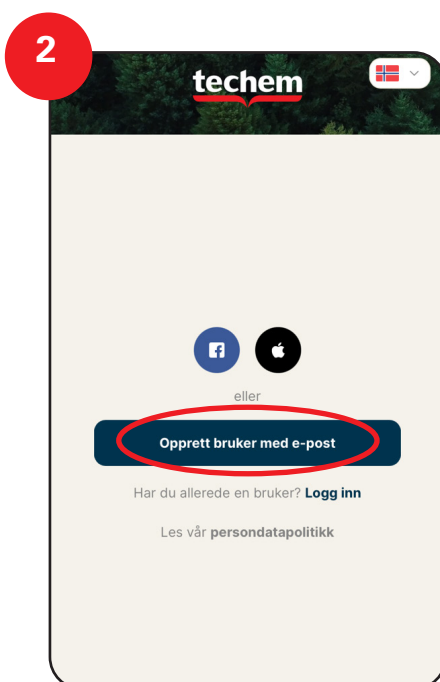 2
techem
eller
Opprett bruker med e-post
Har du allerede en bruker? Logg inn
Les vår persondatapolitikk